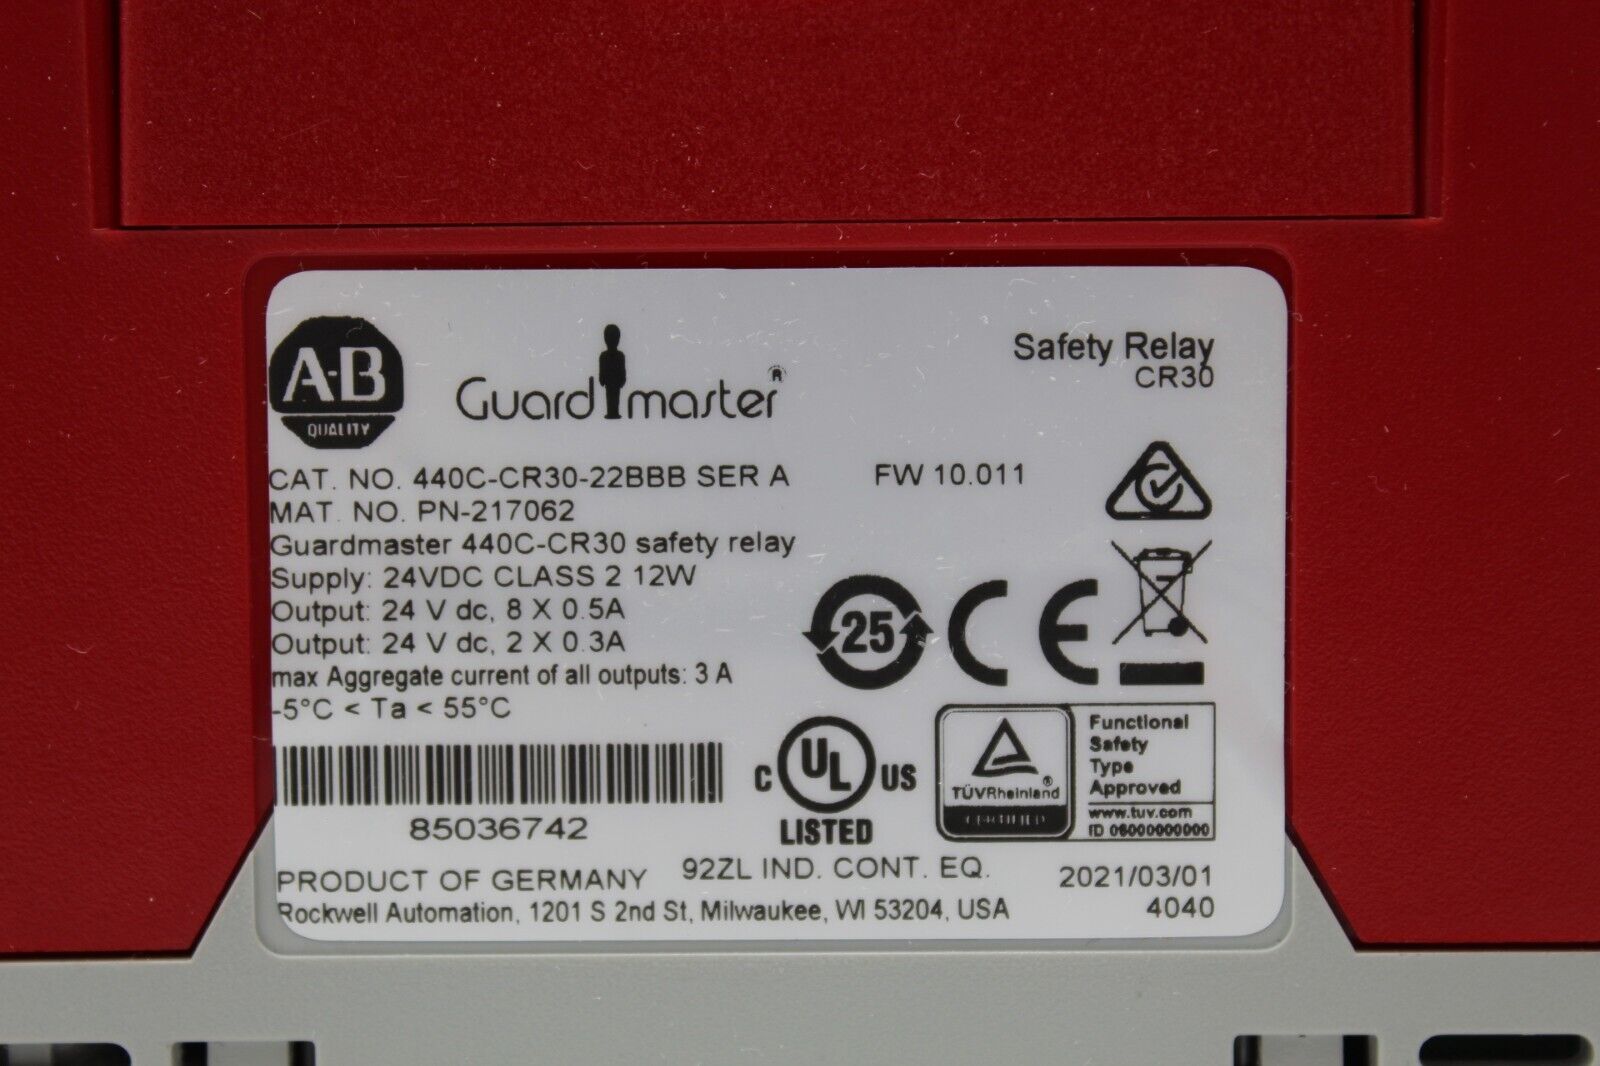 A-B
QUALITY
Guardmaster®
Safety Relay
CR30
CAT. NO. 440C-CR30-22BBB SER A
FW 10.011
MAT. NO. PN-217062
Guardmaster 440C-CR30 safety relay
Supply: 24VDC CLASS 2 12W
Output: 24 V dc, 8 X 0.5A
Output: 24 V dc, 2 X 0.3A
max Aggregate current of all outputs: 3 A
-5°C < Ta < 55°C
25
CE
85036742
C UL US
LISTED
TÜVRheinland®
CERTIFIED
Functional
Safety
Type
Approved
www.tuv.com
ID 06000000000
PRODUCT OF GERMANY
92ZL IND. CONT. EQ.
2021/03/01
Rockwell Automation, 1201 S 2nd St, Milwaukee, WI 53204, USA
4040